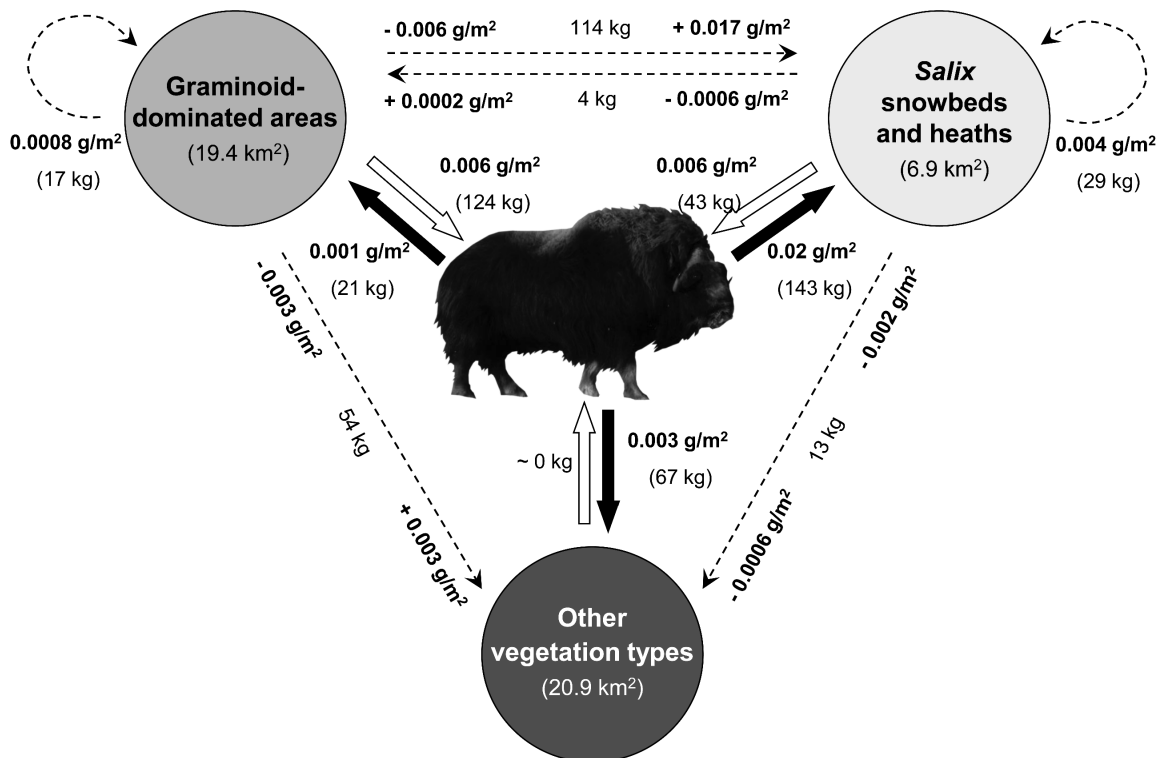 - 0.006 g/m²
114 kg
+ 0.017 g/m²
+ 0.0002 g/m²
4 kg
- 0.0006 g/m²
Graminoid-
dominated areas
(19.4 km²)
Salix
snowbeds
and heaths
(6.9 km²)
0.0008 g/m²
(17 kg)
0.004 g/m²
(29 kg)
0.006 g/m²
(124 kg)
0.006 g/m²
(43 kg)
0.001 g/m²
(21 kg)
0.02 g/m²
(143 kg)
- 0.003 g/m²
54 kg
+ 0.003 g/m²
- 0.002 g/m²
13 kg
- 0.0006 g/m²
~ 0 kg
0.003 g/m²
(67 kg)
Other
vegetation types
(20.9 km²)